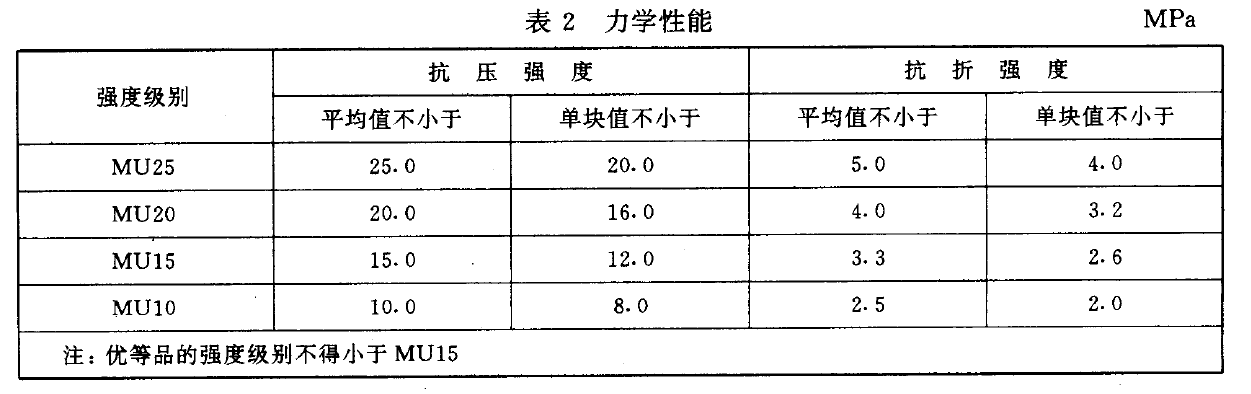 表 2 力学性能 MPa
强度级别 抗压强度 抗折强度
平均值不小于 单块值不小于 平均值不小于 单块值不小于
MU25 25.0 20.0 5.0 4.0
MU20 20.0 16.0 4.0 3.2
MU15 15.0 12.0 3.3 2.6
MU10 10.0 8.0 2.5 2.0
注：优等品的强度级别不得小于 MU15